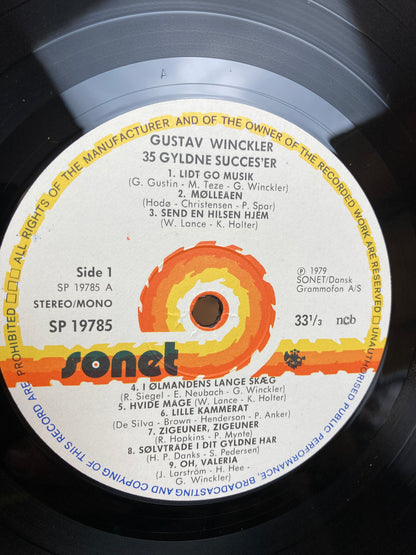 ALL RIGHTS OF THE MANUFACTURER AND OF THE OWNER OF THE RECORDED WORK ARE RESERVED □ □ □ UNAUTHORISED PUBLIC PERFORMANCE, BROADCASTING AND COPYING OF THIS RECORD ARE PROHIBITED □ □ □
GUSTAV WINCKLER
35 GYLDNE SUCCES'ER
1. LIDT GO MUSIK
(G. Gustin - M. Teze - G. Winckler)
2. MØLLEAEN
(Hodø - Christensen - P. Spar)
3. SEND EN HILSEN HJEM
(W. Lance - K. Holter)
Side 1
SP 19785 A
STEREO/MONO
SP 19785
℗ 1979
SONET/Dansk
Grammofon A/S
33 1/3 ncb
sonet
4. I ØLMANDENS LANGE SKÆG
(R. Siegel - E. Neubach - G. Winckler)
5. HVIDE MÅGE (W. Lance - K. Holter)
6. LILLE KAMMERAT
(De Silva - Brown - Henderson - P. Anker)
7. ZIGEUNER, ZIGEUNER
(R. Hopkins - P. Mynte)
8. SØLVTRÅDE I DIT GYLDNE HAR
(H. P. Danks - S. Pedersen)
9. OH, VALERIA
(J. Larström - H. Hee -
G. Winckler)